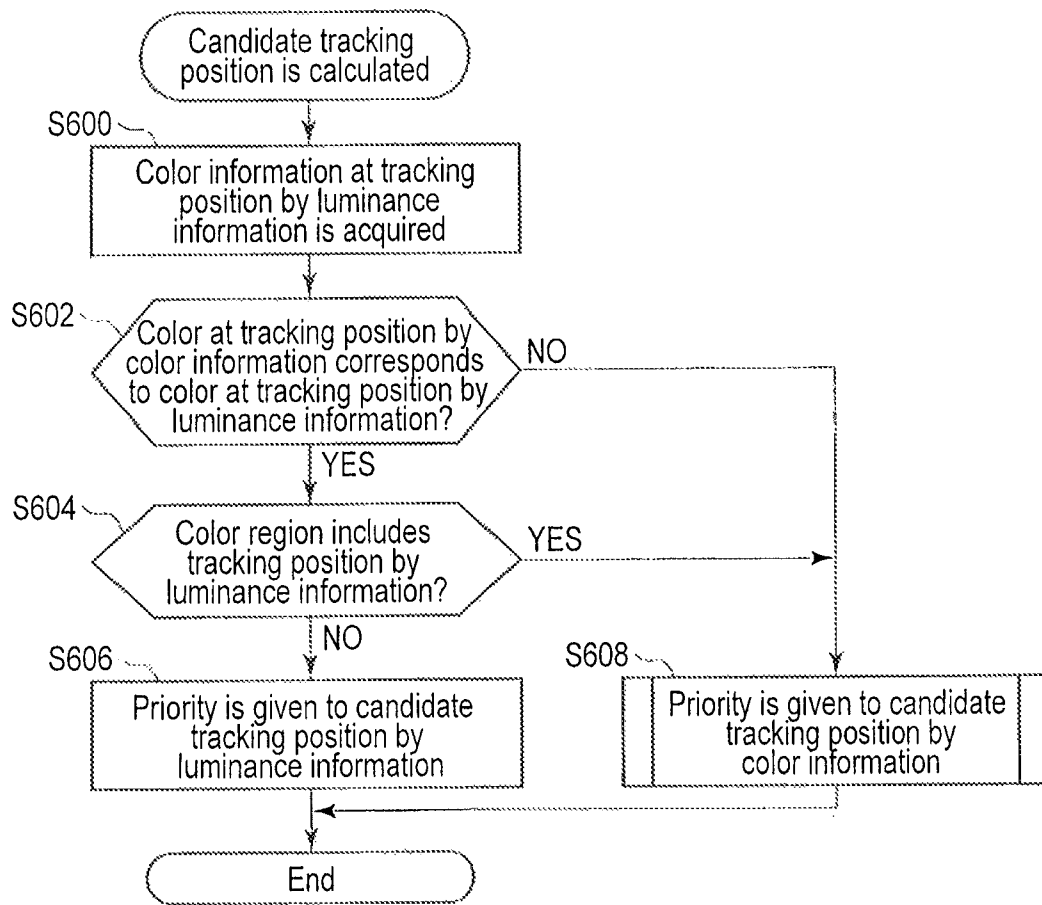 Candidate tracking
position is calculated
S600
Color information at tracking
position by luminance
information is acquired
S602
Color at tracking position by
color information corresponds
to color at tracking position by
luminance information?
NO
YES
S604
Color region includes
tracking position by
luminance information?
YES
NO
S606
Priority is given to candidate
tracking position by
luminance information
S608
Priority is given to candidate
tracking position by
color information
End